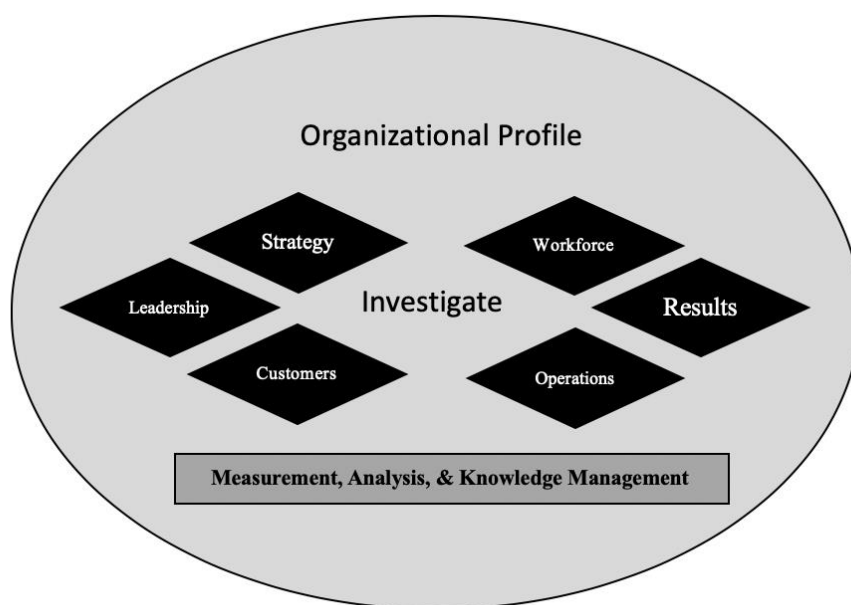 Organizational Profile
Strategy
Workforce
Leadership
Investigate
Results
Customers
Operations
Measurement, Analysis, & Knowledge Management